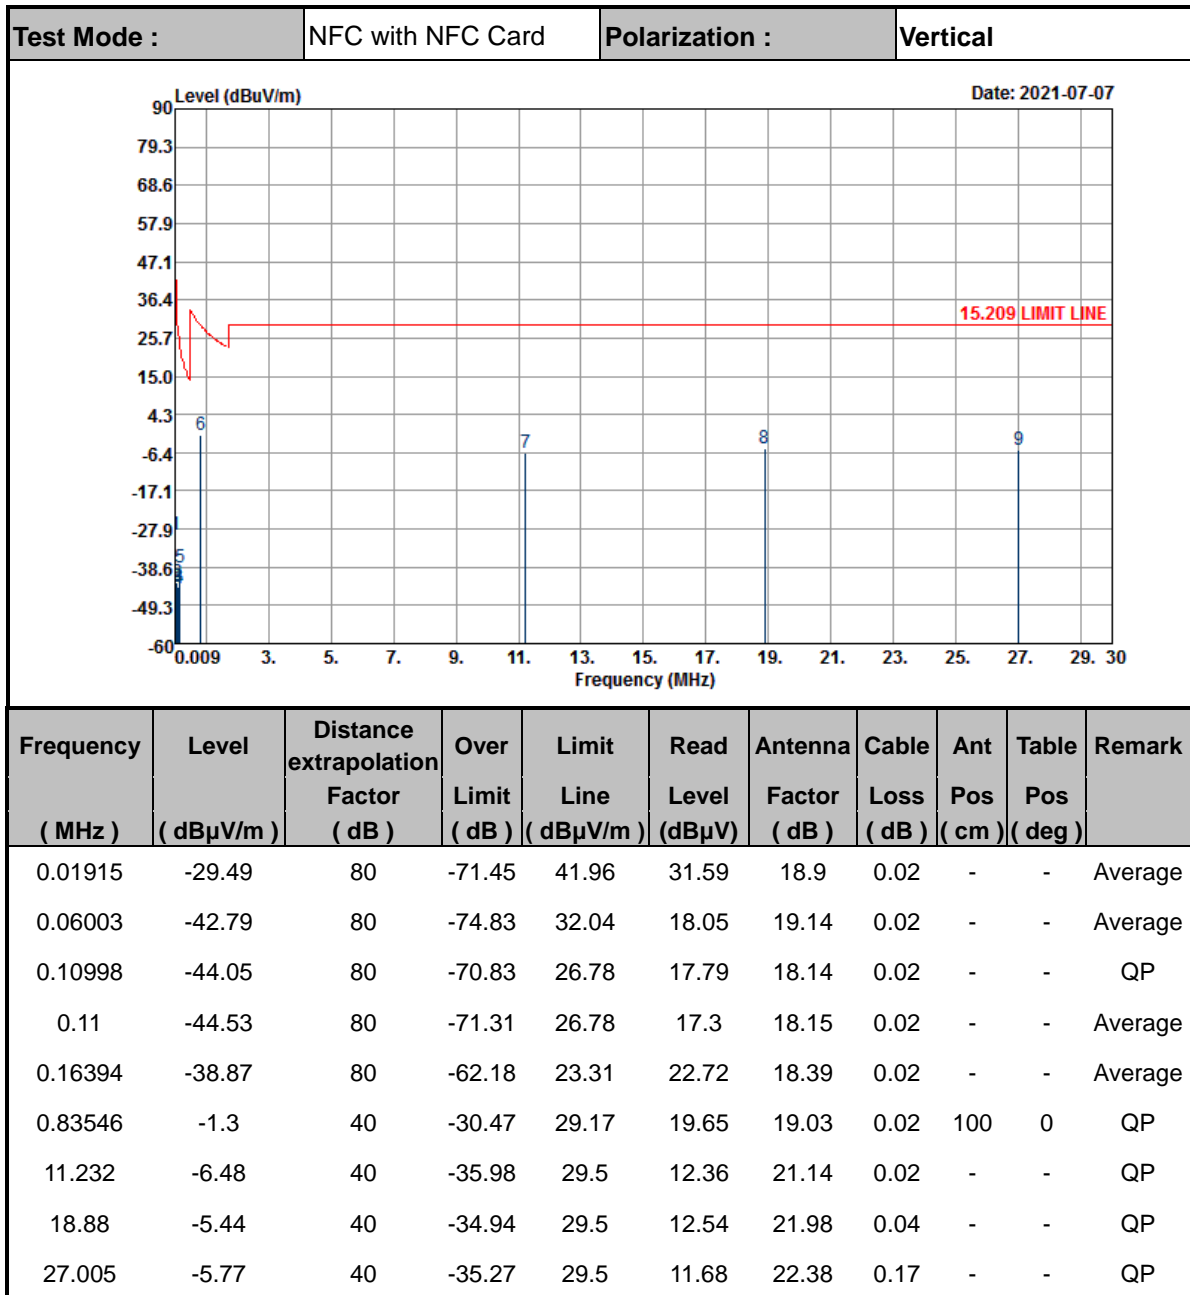 Test Mode : NFC with NFC Card Polarization : Vertical
Level (dBuV/m) Date: 2021-07-07
90
79.3
68.6
57.9
47.1
36.4
15.209 LIMIT LINE
25.7
15.0
4.3
6
7
8
9
-6.4
-17.1
1
-27.9
5
-38.6
-49.3
-60
0.009 3. 5. 7. 9. 11. 13. 15. 17. 19. 21. 23. 25. 27. 29. 30
Frequency (MHz)
Frequency Level Distance extrapolation Over Limit Read Antenna Cable Ant Table Remark
Factor Limit Line Level Factor Loss Pos Pos
( MHz ) ( dBµV/m ) ( dB ) ( dB ) ( dBµV/m ) (dBµV) ( dB ) ( dB ) ( cm ) ( deg )
0.01915 -29.49 80 -71.45 41.96 31.59 18.9 0.02 - - Average
0.06003 -42.79 80 -74.83 32.04 18.05 19.14 0.02 - - Average
0.10998 -44.05 80 -70.83 26.78 17.79 18.14 0.02 - - QP
0.11 -44.53 80 -71.31 26.78 17.3 18.15 0.02 - - Average
0.16394 -38.87 80 -62.18 23.31 22.72 18.39 0.02 - - Average
0.83546 -1.3 40 -30.47 29.17 19.65 19.03 0.02 100 0 QP
11.232 -6.48 40 -35.98 29.5 12.36 21.14 0.02 - - QP
18.88 -5.44 40 -34.94 29.5 12.54 21.98 0.04 - - QP
27.005 -5.77 40 -35.27 29.5 11.68 22.38 0.17 - - QP